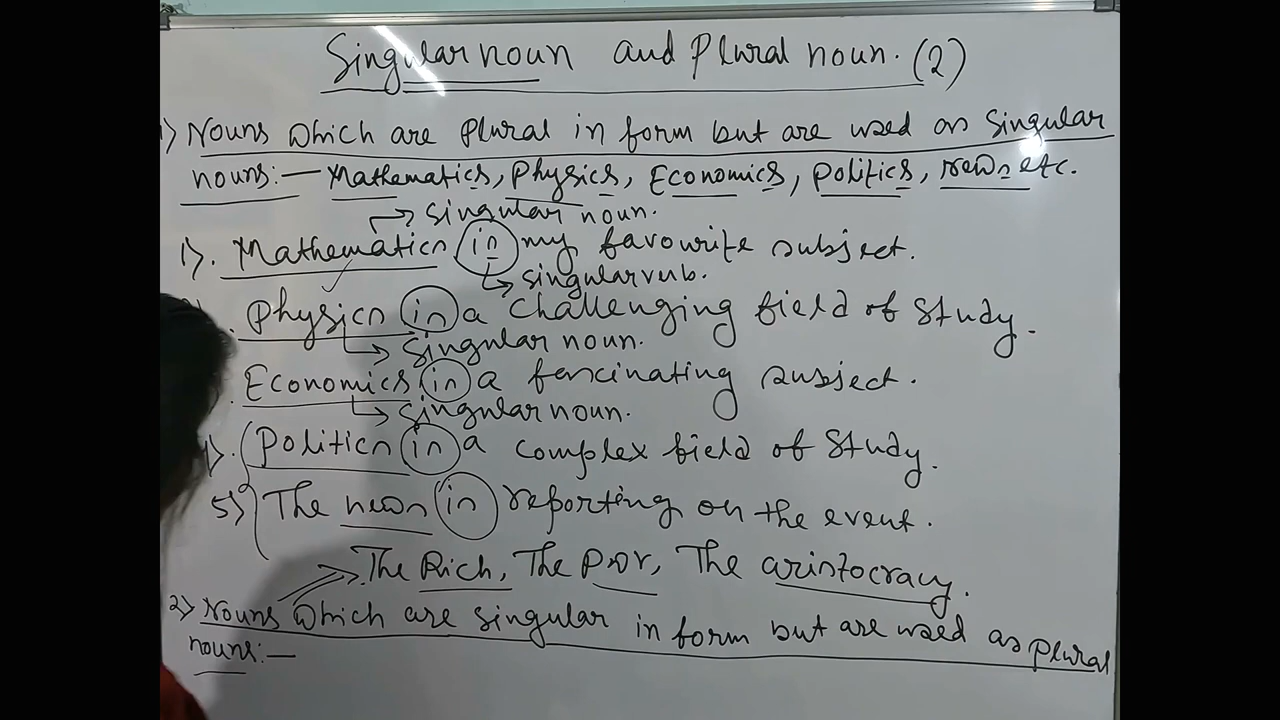 Singular noun and Plural noun. (2)
1) Nouns which are Plural in form but are used as singular
nouns:— Mathematics, Physics, Economics, Politics, News etc.
singular noun.
1). Mathematics is my favourite subject.
singular verb.
Physics is a challenging field of study.
singular noun.
Economics is a fascinating subject.
singular noun.
Politics is a complex field of study.
5) The news is reporting on the event.
The Rich, The Poor, The aristocracy.
2) Nouns which are singular in form but are used as plural
nouns:—